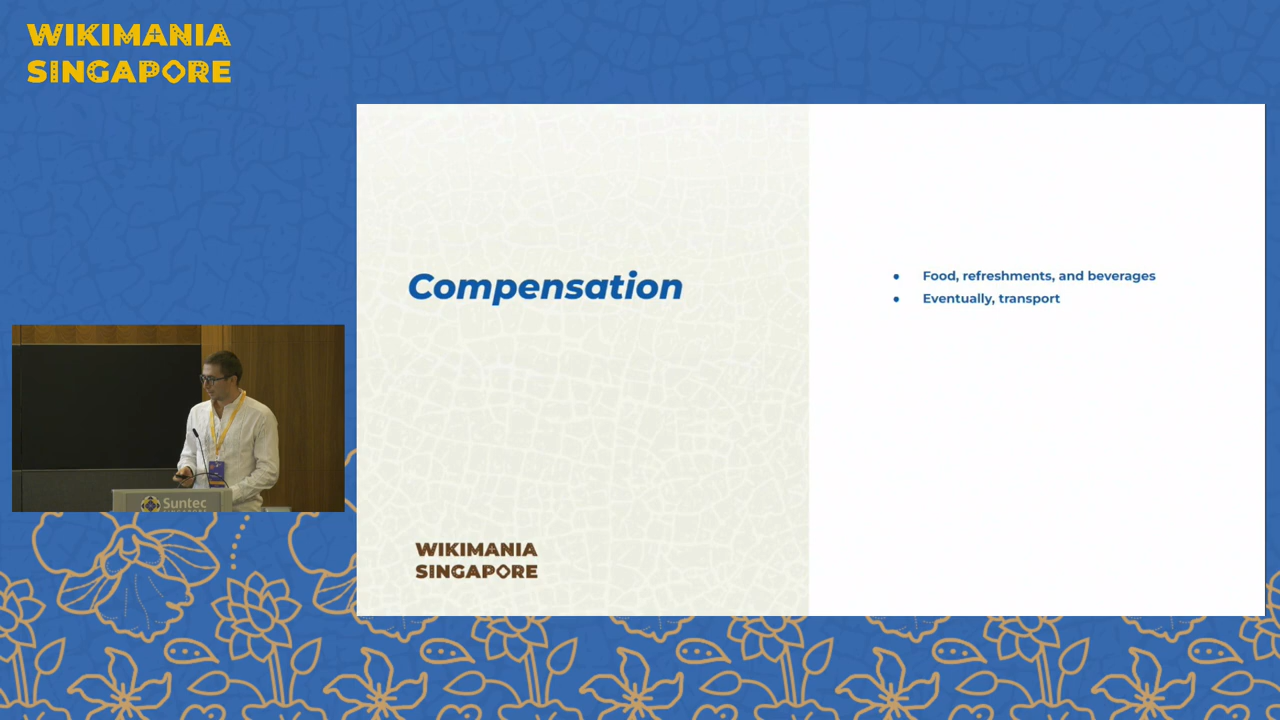 WIKIMANIA
SINGAPORE
Compensation
● Food, refreshments, and beverages
● Eventually, transport
Suntec
WIKIMANIA
SINGAPORE